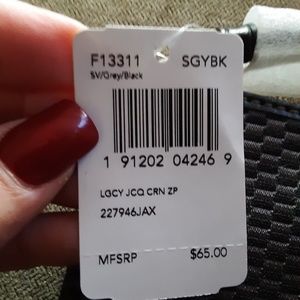 F13311 SGYBK
SV/Grey/Black
1 91202 04246 9
LGCY JCQ CRN ZP
227946JAX
MFSRP $65.00